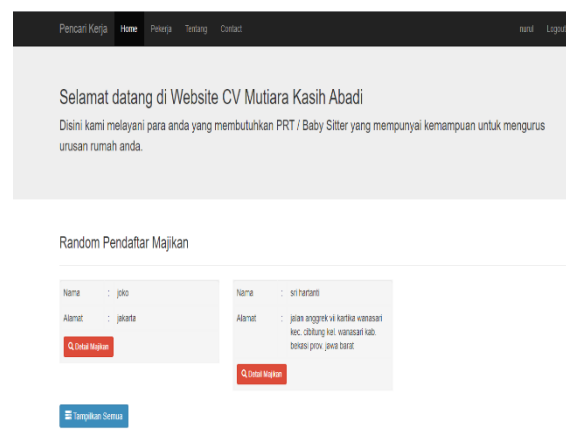 Pencari Kerja Home Pekerja Tentang Contact nurul Logout
Selamat datang di Website CV Mutiara Kasih Abadi
Disini kami melayani para anda yang membutuhkan PRT / Baby Sitter yang mempunyai kemampuan untuk mengurus
urusan rumah anda.
Random Pendaftar Majikan
Nama : joko
Alamat : jakarta
Detail Majikan
Nama : sri hartanti
Alamat : jalan anggrek vii kartika wanasari
kec. cibitung kel. wanasari kab.
bekasi prov. jawa barat
Detail Majikan
Tampilkan Semua